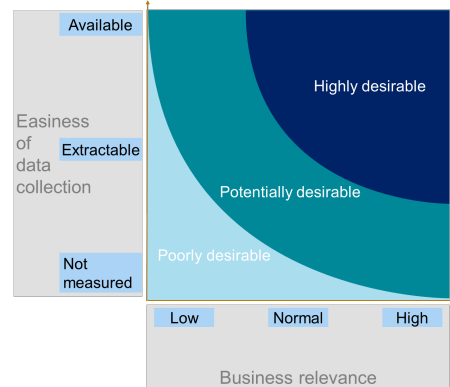 Available
Highly desirable
Easiness
of
data
collection
Extractable
Potentially desirable
Poorly desirable
Not
measured
Low
Normal
High
Business relevance